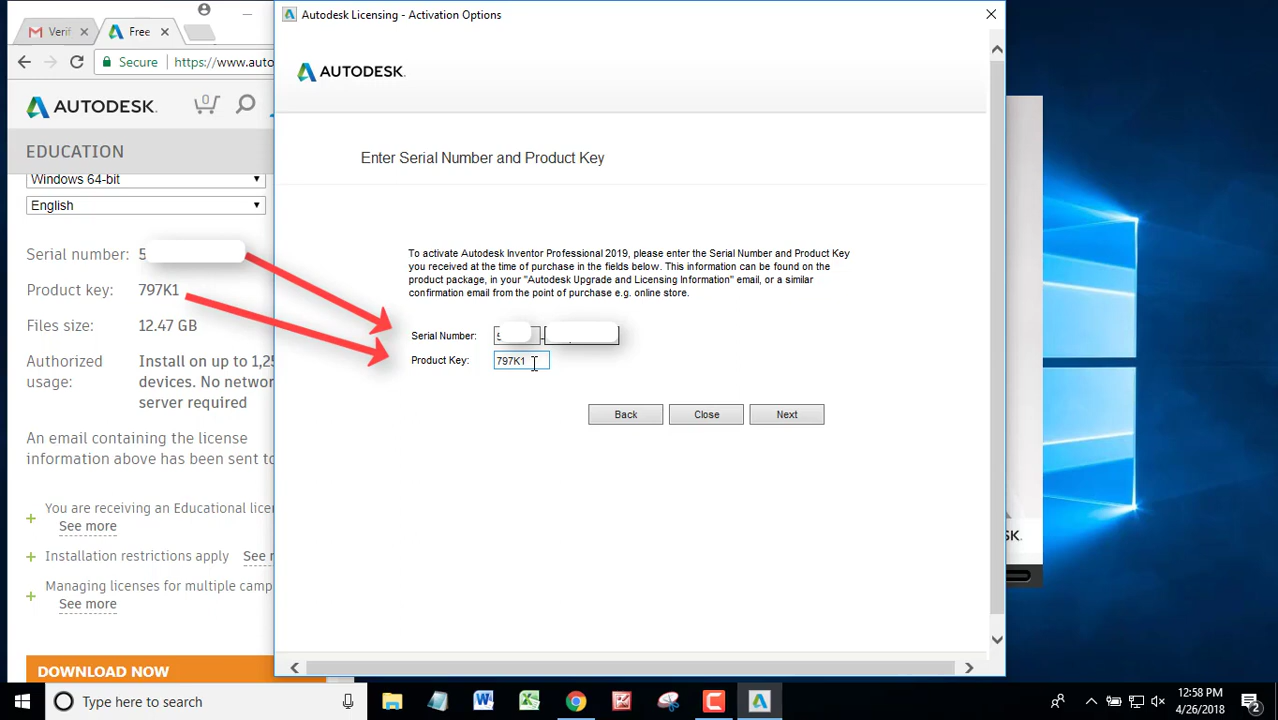 Verif
Free
Secure
https://www.auto
AUTODESK.
0
EDUCATION
Windows 64-bit
English
Serial number: 5
Product key: 797K1
Files size: 12.47 GB
Authorized Install on up to 1,25
usage: devices. No network
server required
An email containing the license
information above has been sent to
You are receiving an Educational licen
See more
Installation restrictions apply See m
Managing licenses for multiple camp
See more
DOWNLOAD NOW
Autodesk Licensing - Activation Options
AUTODESK.
Enter Serial Number and Product Key
To activate Autodesk Inventor Professional 2019, please enter the Serial Number and Product Key
you received at the time of purchase in the fields below. This information can be found on the
product package, in your "Autodesk Upgrade and Licensing Information" email, or a similar
confirmation email from the point of purchase e.g. online store.
Serial Number: 5 -
Product Key: 797K1
Back Close Next
SK.
Type here to search
12:58 PM
4/26/2018
2